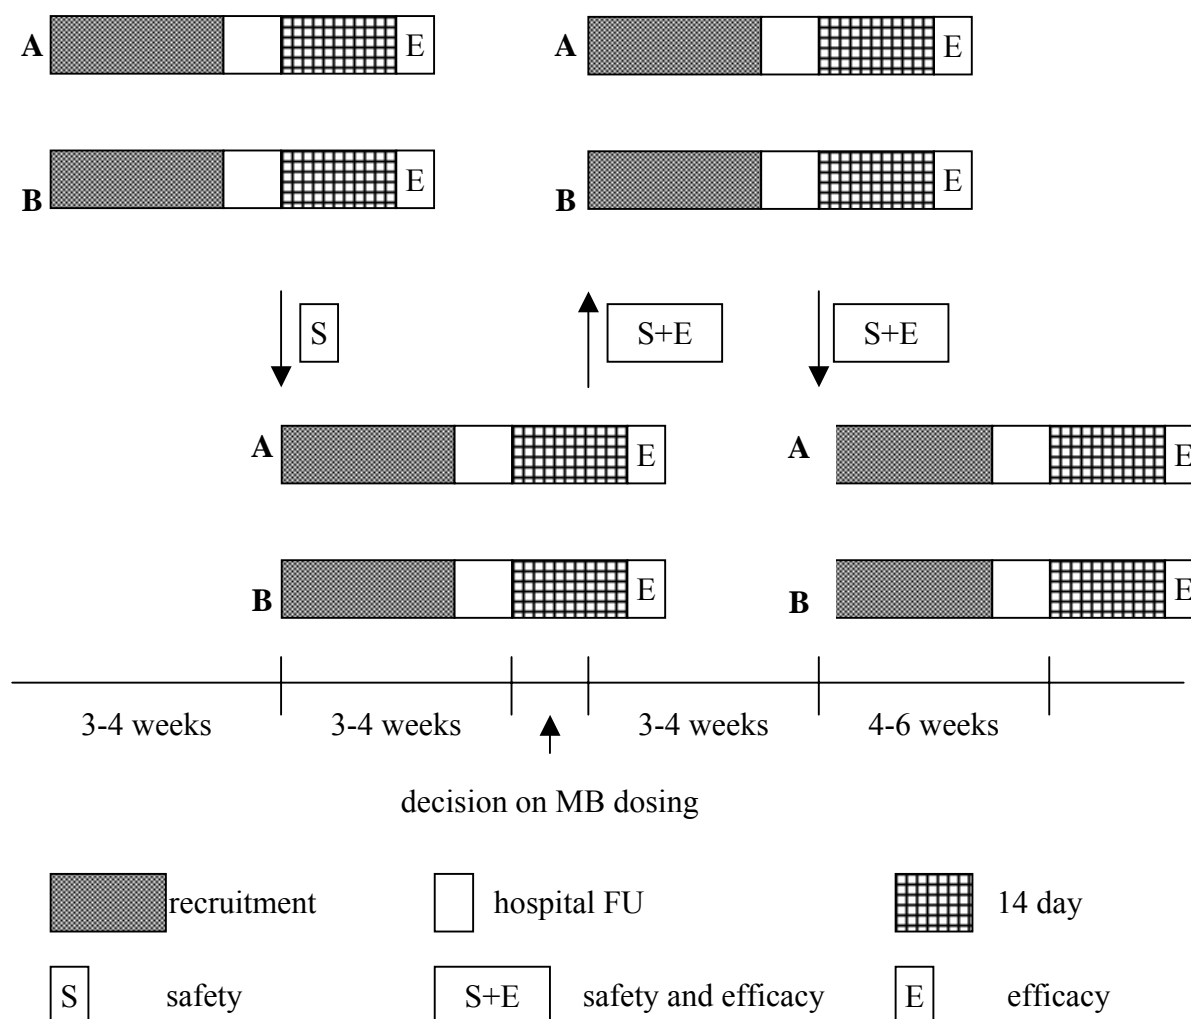 A E A E
B E B E
S S+E S+E
A E A E
B E B E
3-4 weeks 3-4 weeks 3-4 weeks 4-6 weeks
decision on MB dosing
recruitment hospital FU 14 day
S safety S+E safety and efficacy E efficacy